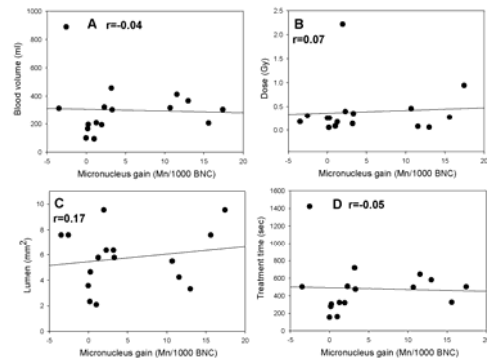 A r=-0.04
1000
800
600
400
200
0
Blood volume (ml)
-5 0 5 10 15 20
Micronucleus gain (Mn/1000 BNC)
B
r=0.07
2.5
2.0
1.5
1.0
0.5
0.0
Dose (Gy)
-5 0 5 10 15 20
Micronucleus gain (Mn/1000 BNC)
C
r=0.17
10
8
6
4
2
0
Lumen (mm²)
-5 0 5 10 15 20
Micronucleus gain (Mn/1000 BNC)
D r=-0.05
1600
1400
1200
1000
800
600
400
200
0
Treatment time (sec)
-5 0 5 10 15 20
Micronucleus gain (Mn/1000 BNC)